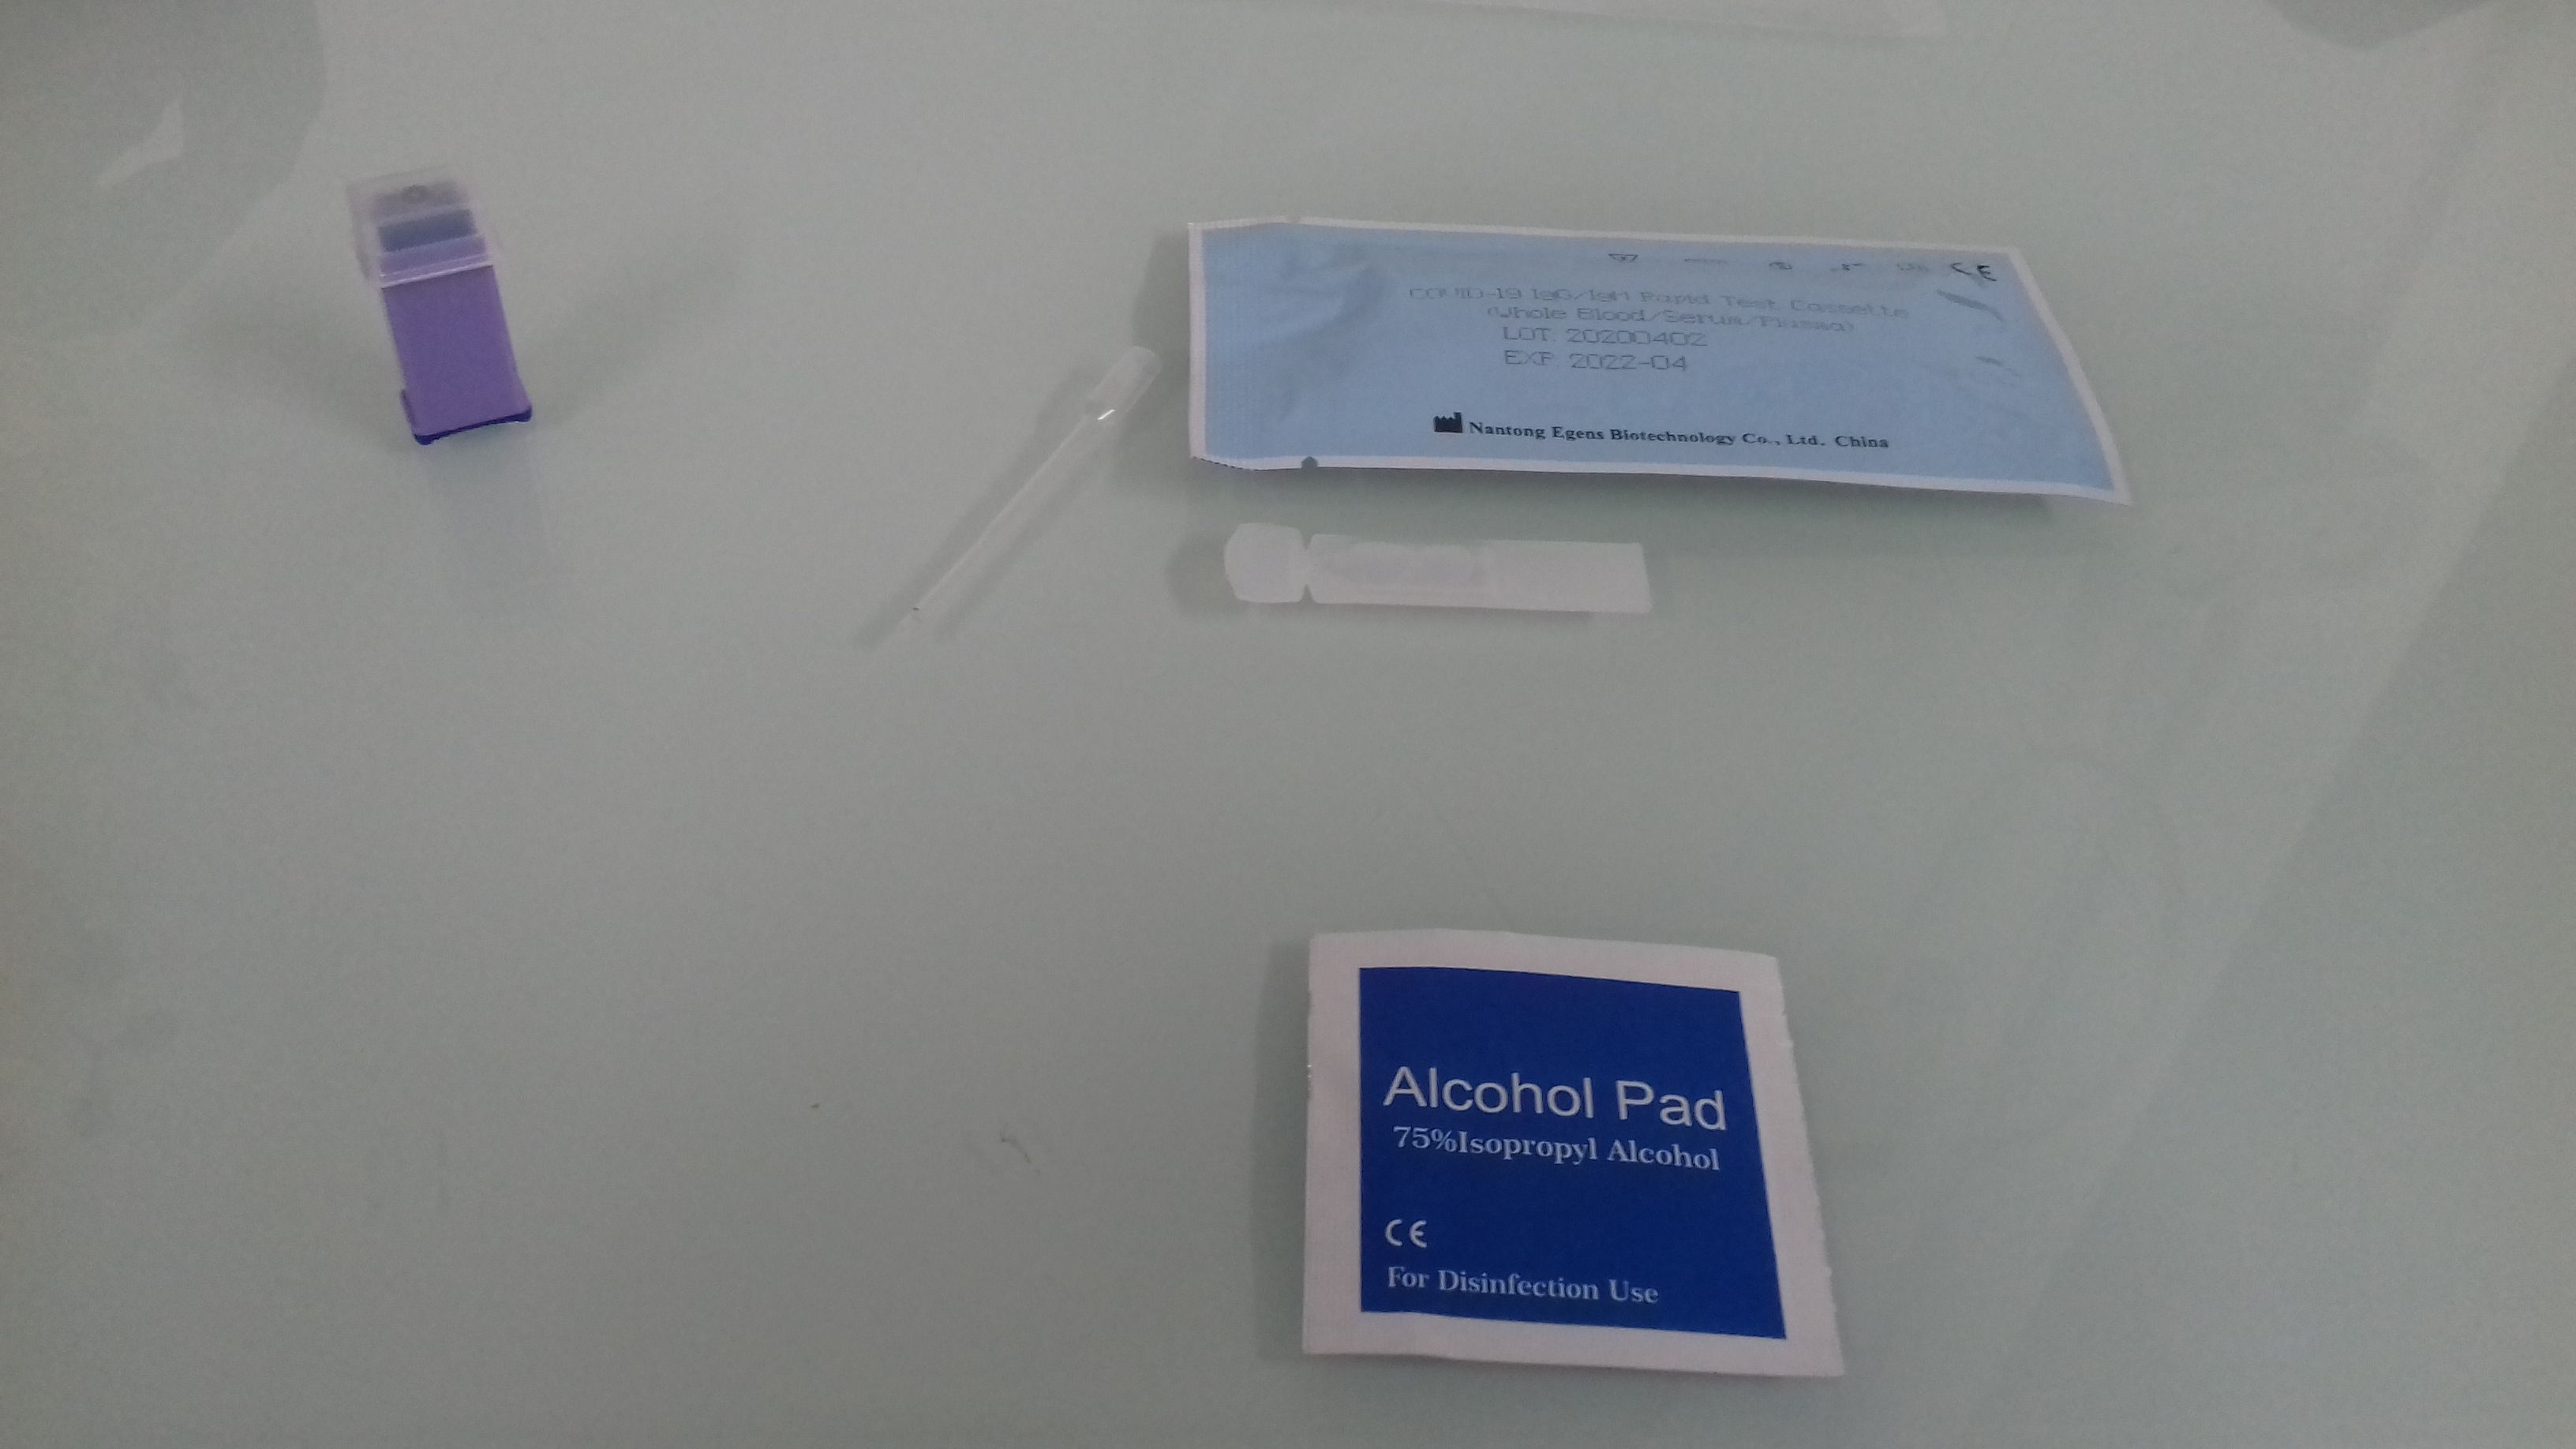 CE
COVID-19 IgG/IgM Rapid Test Cassette
(Whole Blood/Serum/Plasma)
LOT: 20200402
EXP: 2022-04
Nantong Egens Biotechnology Co., Ltd. China
Alcohol Pad
75%Isopropyl Alcohol
CE
For Disinfection Use